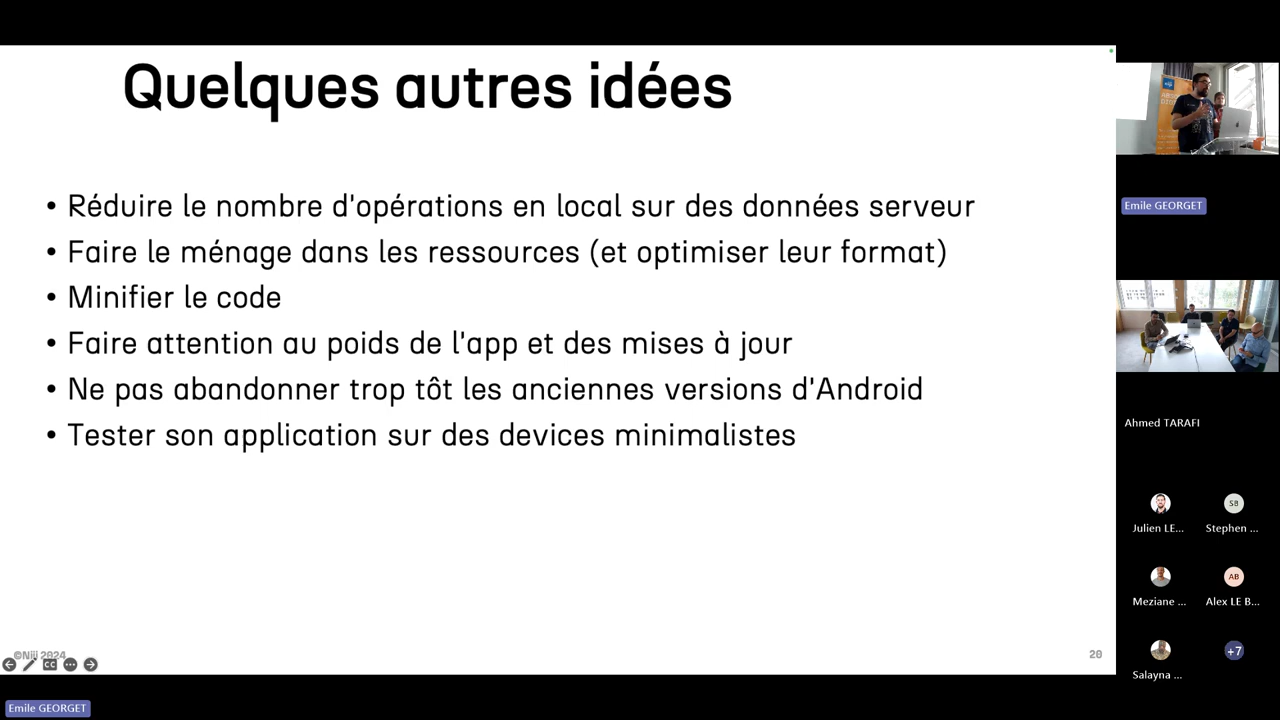 Quelques autres idées
• Réduire le nombre d'opérations en local sur des données serveur
• Faire le ménage dans les ressources (et optimiser leur format)
• Minifier le code
• Faire attention au poids de l'app et des mises à jour
• Ne pas abandonner trop tôt les anciennes versions d'Android
• Tester son application sur des devices minimalistes
©Niji 2024
CC
20
Emile GEORGET
Ahmed TARAFI
SB
Julien LE...
Stephen ...
AB
Meziane ...
Alex LE B...
+7
Salayna ...
Emile GEORGET